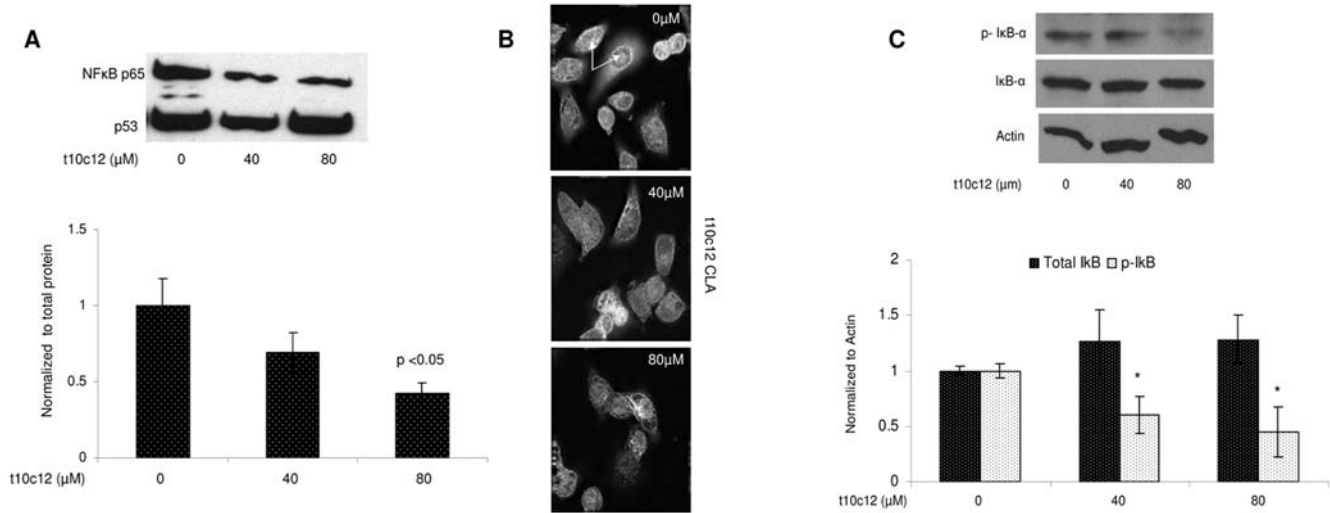 A
NFκB p65
p53
t10c12 (μM) 0 40 80
Normalized to total protein
1.5
1
0.5
0
p <0.05
t10c12 (μM) 0 40 80
B
0μM
40μM
80μM
t10c12 CLA
C
p- IκB-α
IκB-α
Actin
t10c12 (μm) 0 40 80
Normalized to Actin
2
1.5
1
0.5
0
Total IkB p-IkB
*
*
t10c12 (μM) 0 40 80